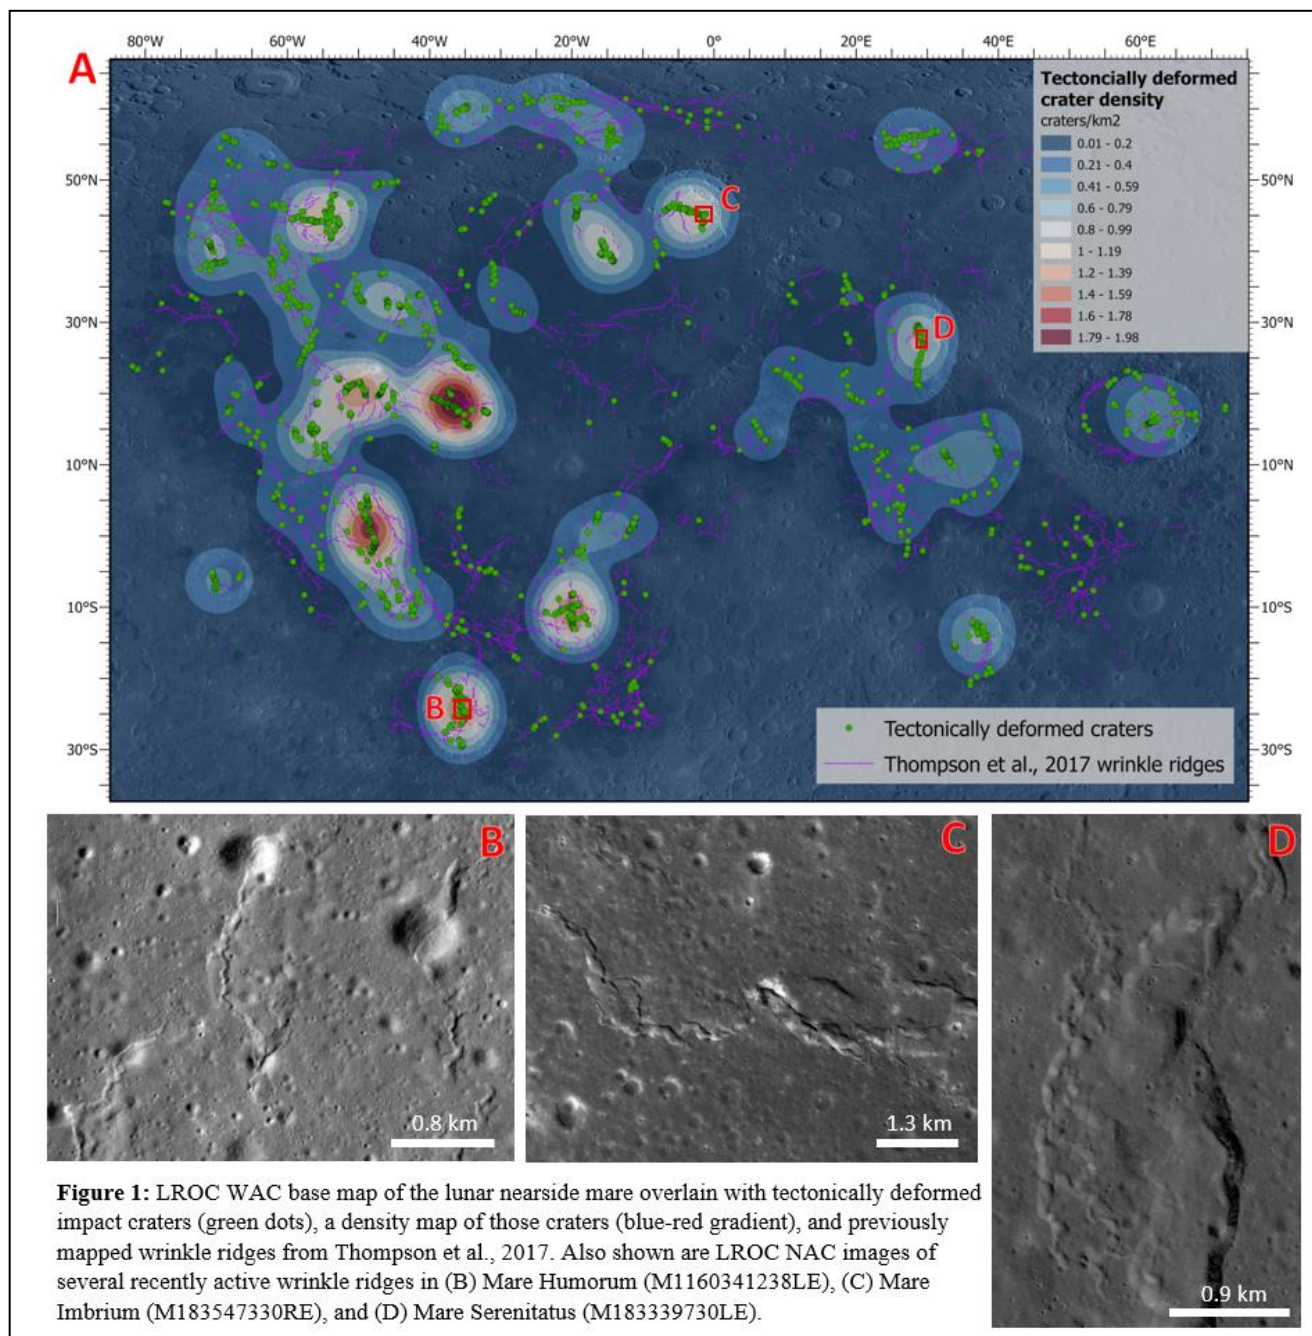 80°W 60°W 40°W 20°W 0° 20°E 40°E 60°E
A
Tectoncially deformed
crater density
craters/km2
0.01 - 0.2
0.21 - 0.4
0.41 - 0.59
0.6 - 0.79
0.8 - 0.99
1 - 1.19
1.2 - 1.39
1.4 - 1.59
1.6 - 1.78
1.79 - 1.98
50°N 50°N
C
30°N 30°N
D
10°N 10°N
10°S 10°S
B
30°S 30°S
Tectonically deformed craters
Thompson et al., 2017 wrinkle ridges
B
0.8 km
C
1.3 km
D
0.9 km
Figure 1: LROC WAC base map of the lunar nearside mare overlain with tectonically deformed
impact craters (green dots), a density map of those craters (blue-red gradient), and previously
mapped wrinkle ridges from Thompson et al., 2017. Also shown are LROC NAC images of
several recently active wrinkle ridges in (B) Mare Humorum (M1160341238LE), (C) Mare
Imbrium (M183547330RE), and (D) Mare Serenitatus (M183339730LE).